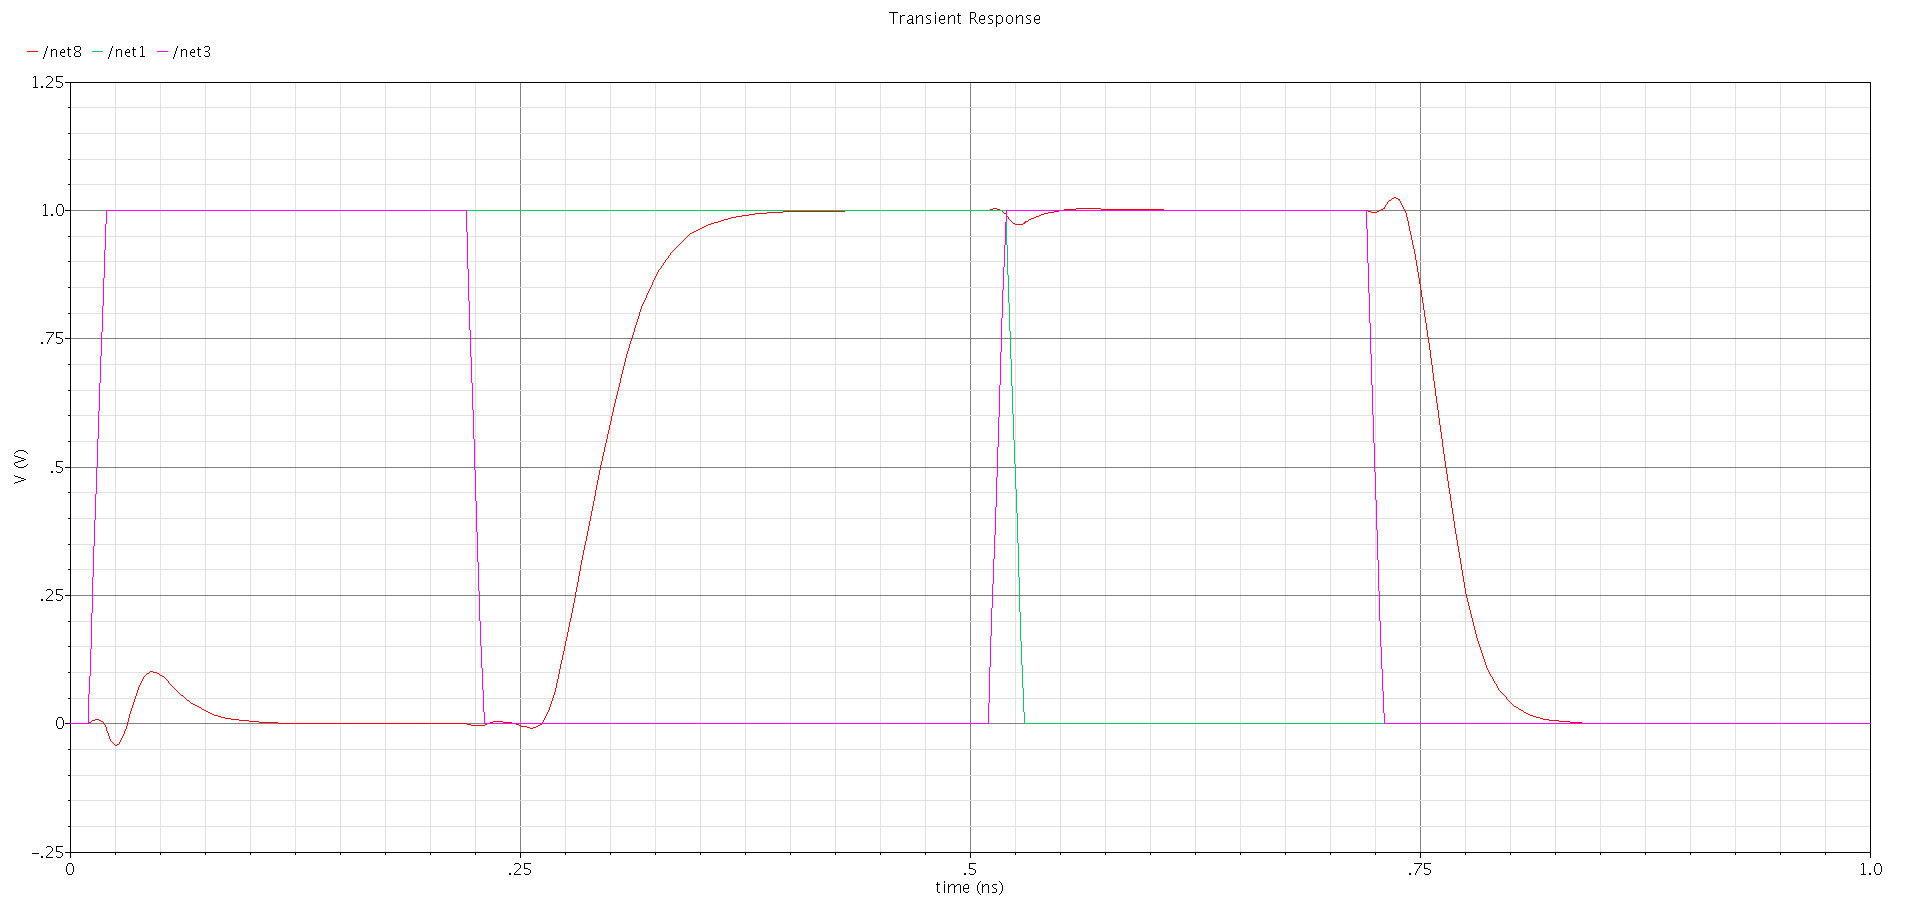 Transient Response
— /net8 — /net1 — /net3
1.25
1.0
.75
.5
.25
0
-.25
V (V)
0 .25 .5 .75 1.0
time (ns)